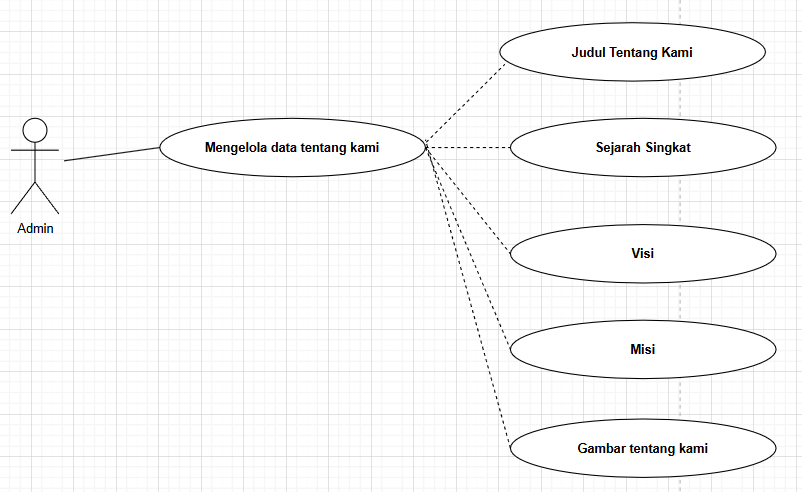 Judul Tentang Kami
Mengelola data tentang kami
Sejarah Singkat
Admin
Visi
Misi
Gambar tentang kami